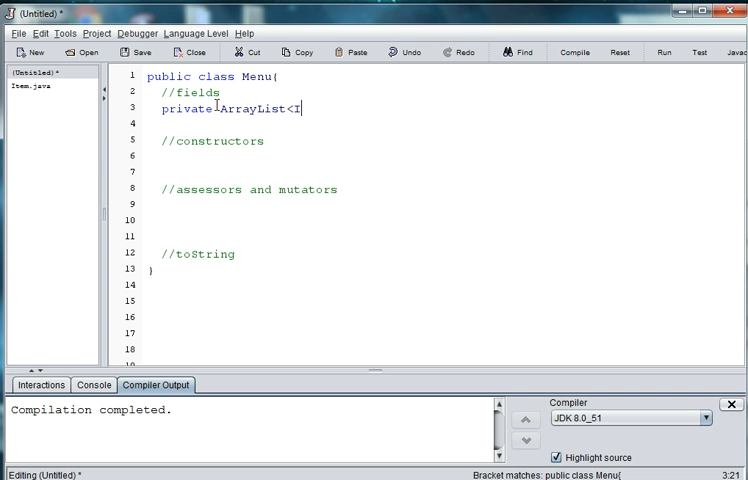 (Untitled) *
File Edit Tools Project Debugger Language Level Help
New Open Save Close Cut Copy Paste Undo Redo Find Compile Reset Run Test Javac
(Untitled) *
Item.java
1 public class Menu{
2 //fields
3 private ArrayList<I
4
5 //constructors
6
7
8 //assessors and mutators
9
10
11
12 //toString
13 }
14
15
16
17
18
Interactions Console Compiler Output
Compilation completed.
Compiler
JDK 8.0_51
Highlight source
Editing (Untitled) *
Bracket matches: public class Menu{
3:21